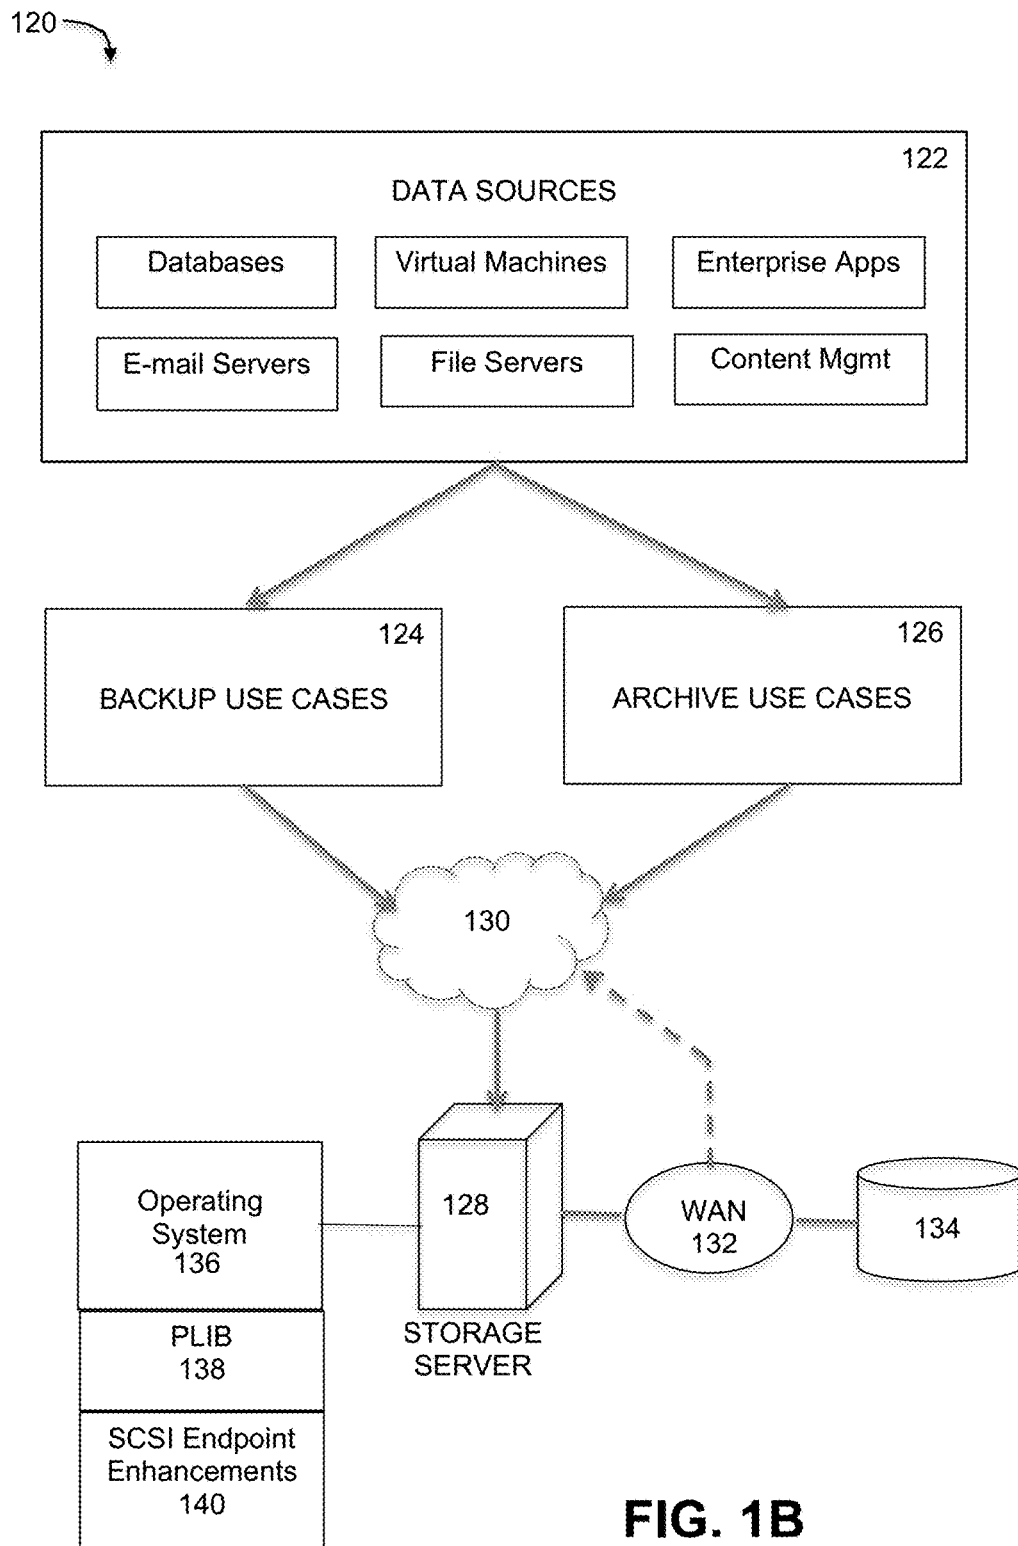 120
122
DATA SOURCES
Databases
Virtual Machines
Enterprise Apps
E-mail Servers
File Servers
Content Mgmt
124
BACKUP USE CASES
126
ARCHIVE USE CASES
130
Operating
System
136
128
WAN
132
134
STORAGE
SERVER
PLIB
138
SCSI Endpoint
Enhancements
140
FIG. 1B